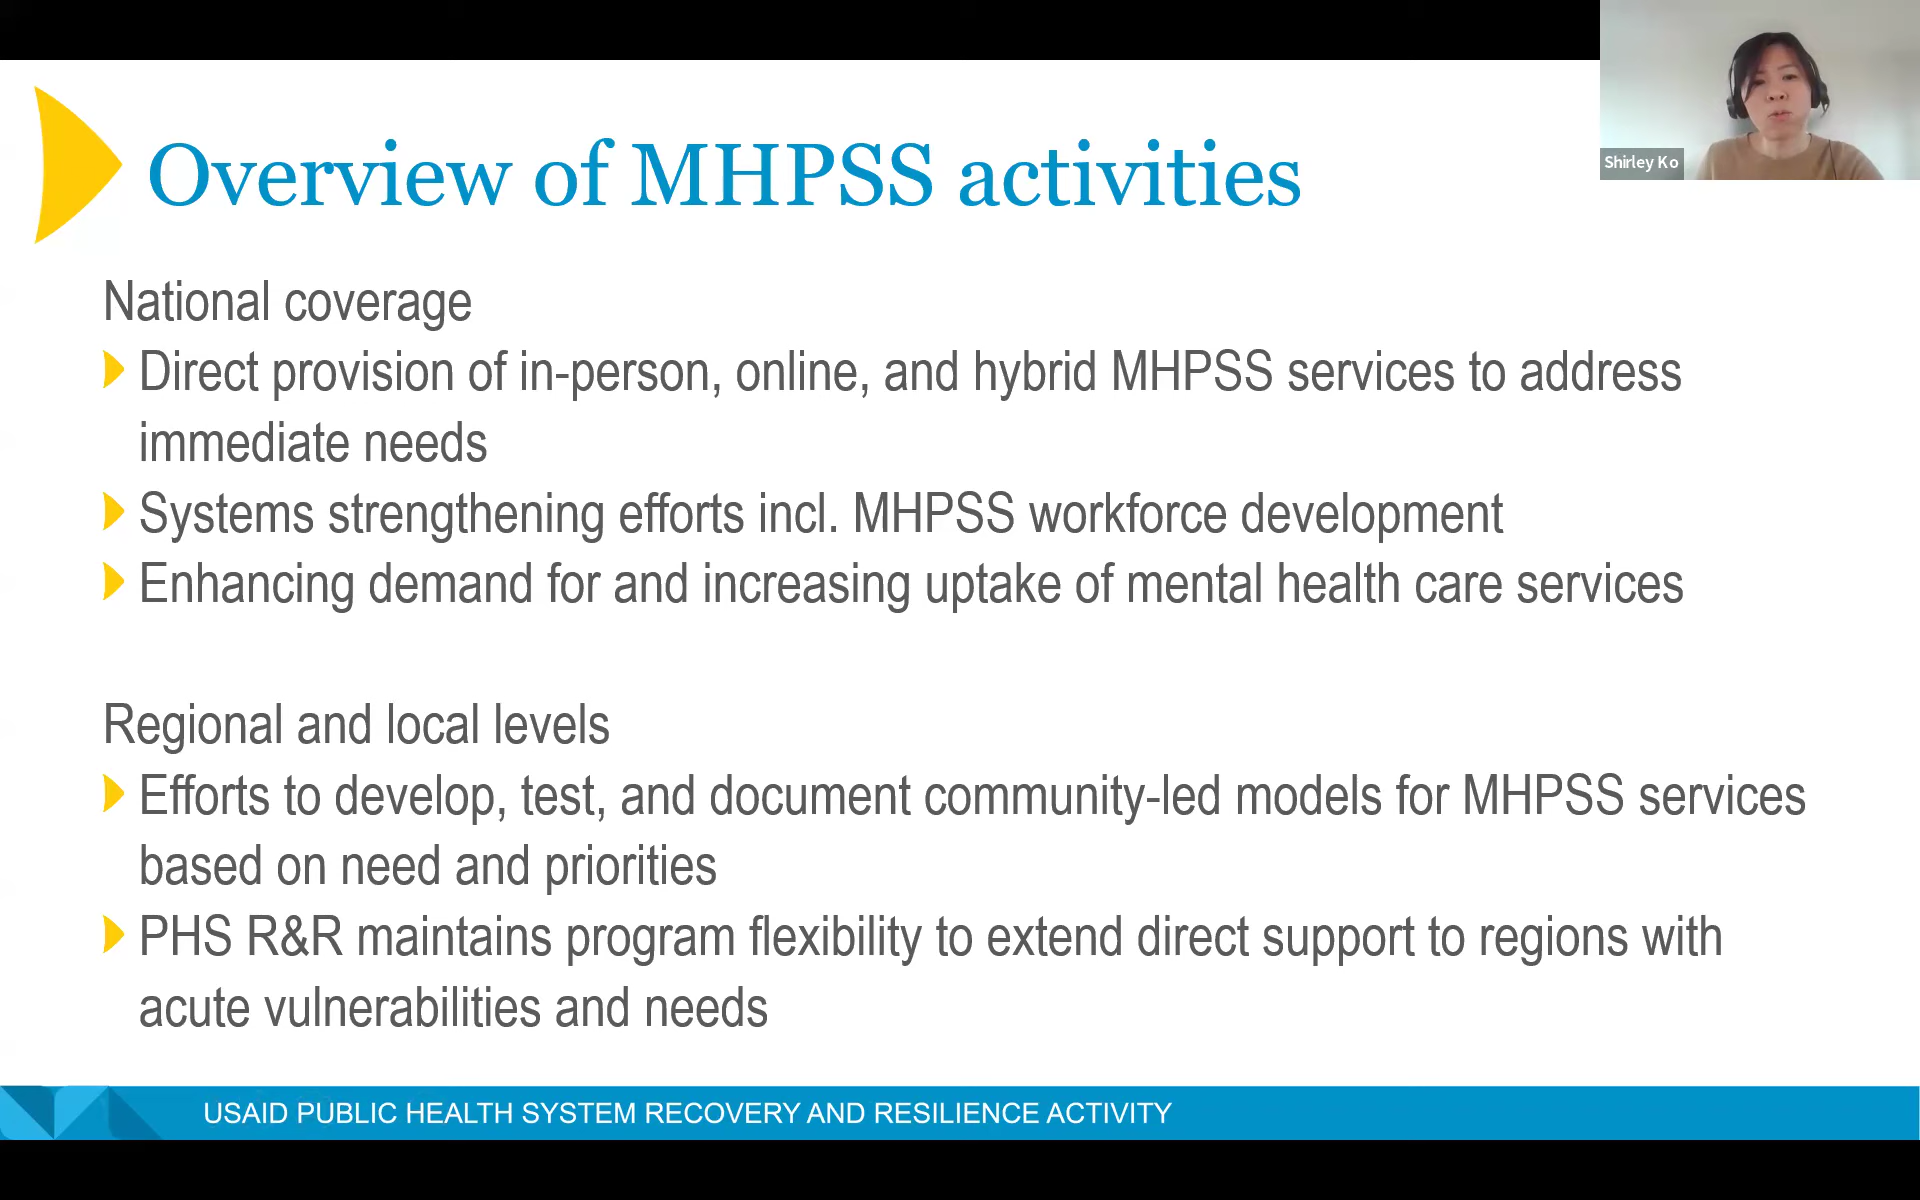 Shirley Ko
Overview of MHPSS activities
National coverage
Direct provision of in-person, online, and hybrid MHPSS services to address
immediate needs
Systems strengthening efforts incl. MHPSS workforce development
Enhancing demand for and increasing uptake of mental health care services
Regional and local levels
Efforts to develop, test, and document community-led models for MHPSS services
based on need and priorities
PHS R&R maintains program flexibility to extend direct support to regions with
acute vulnerabilities and needs
USAID PUBLIC HEALTH SYSTEM RECOVERY AND RESILIENCE ACTIVITY